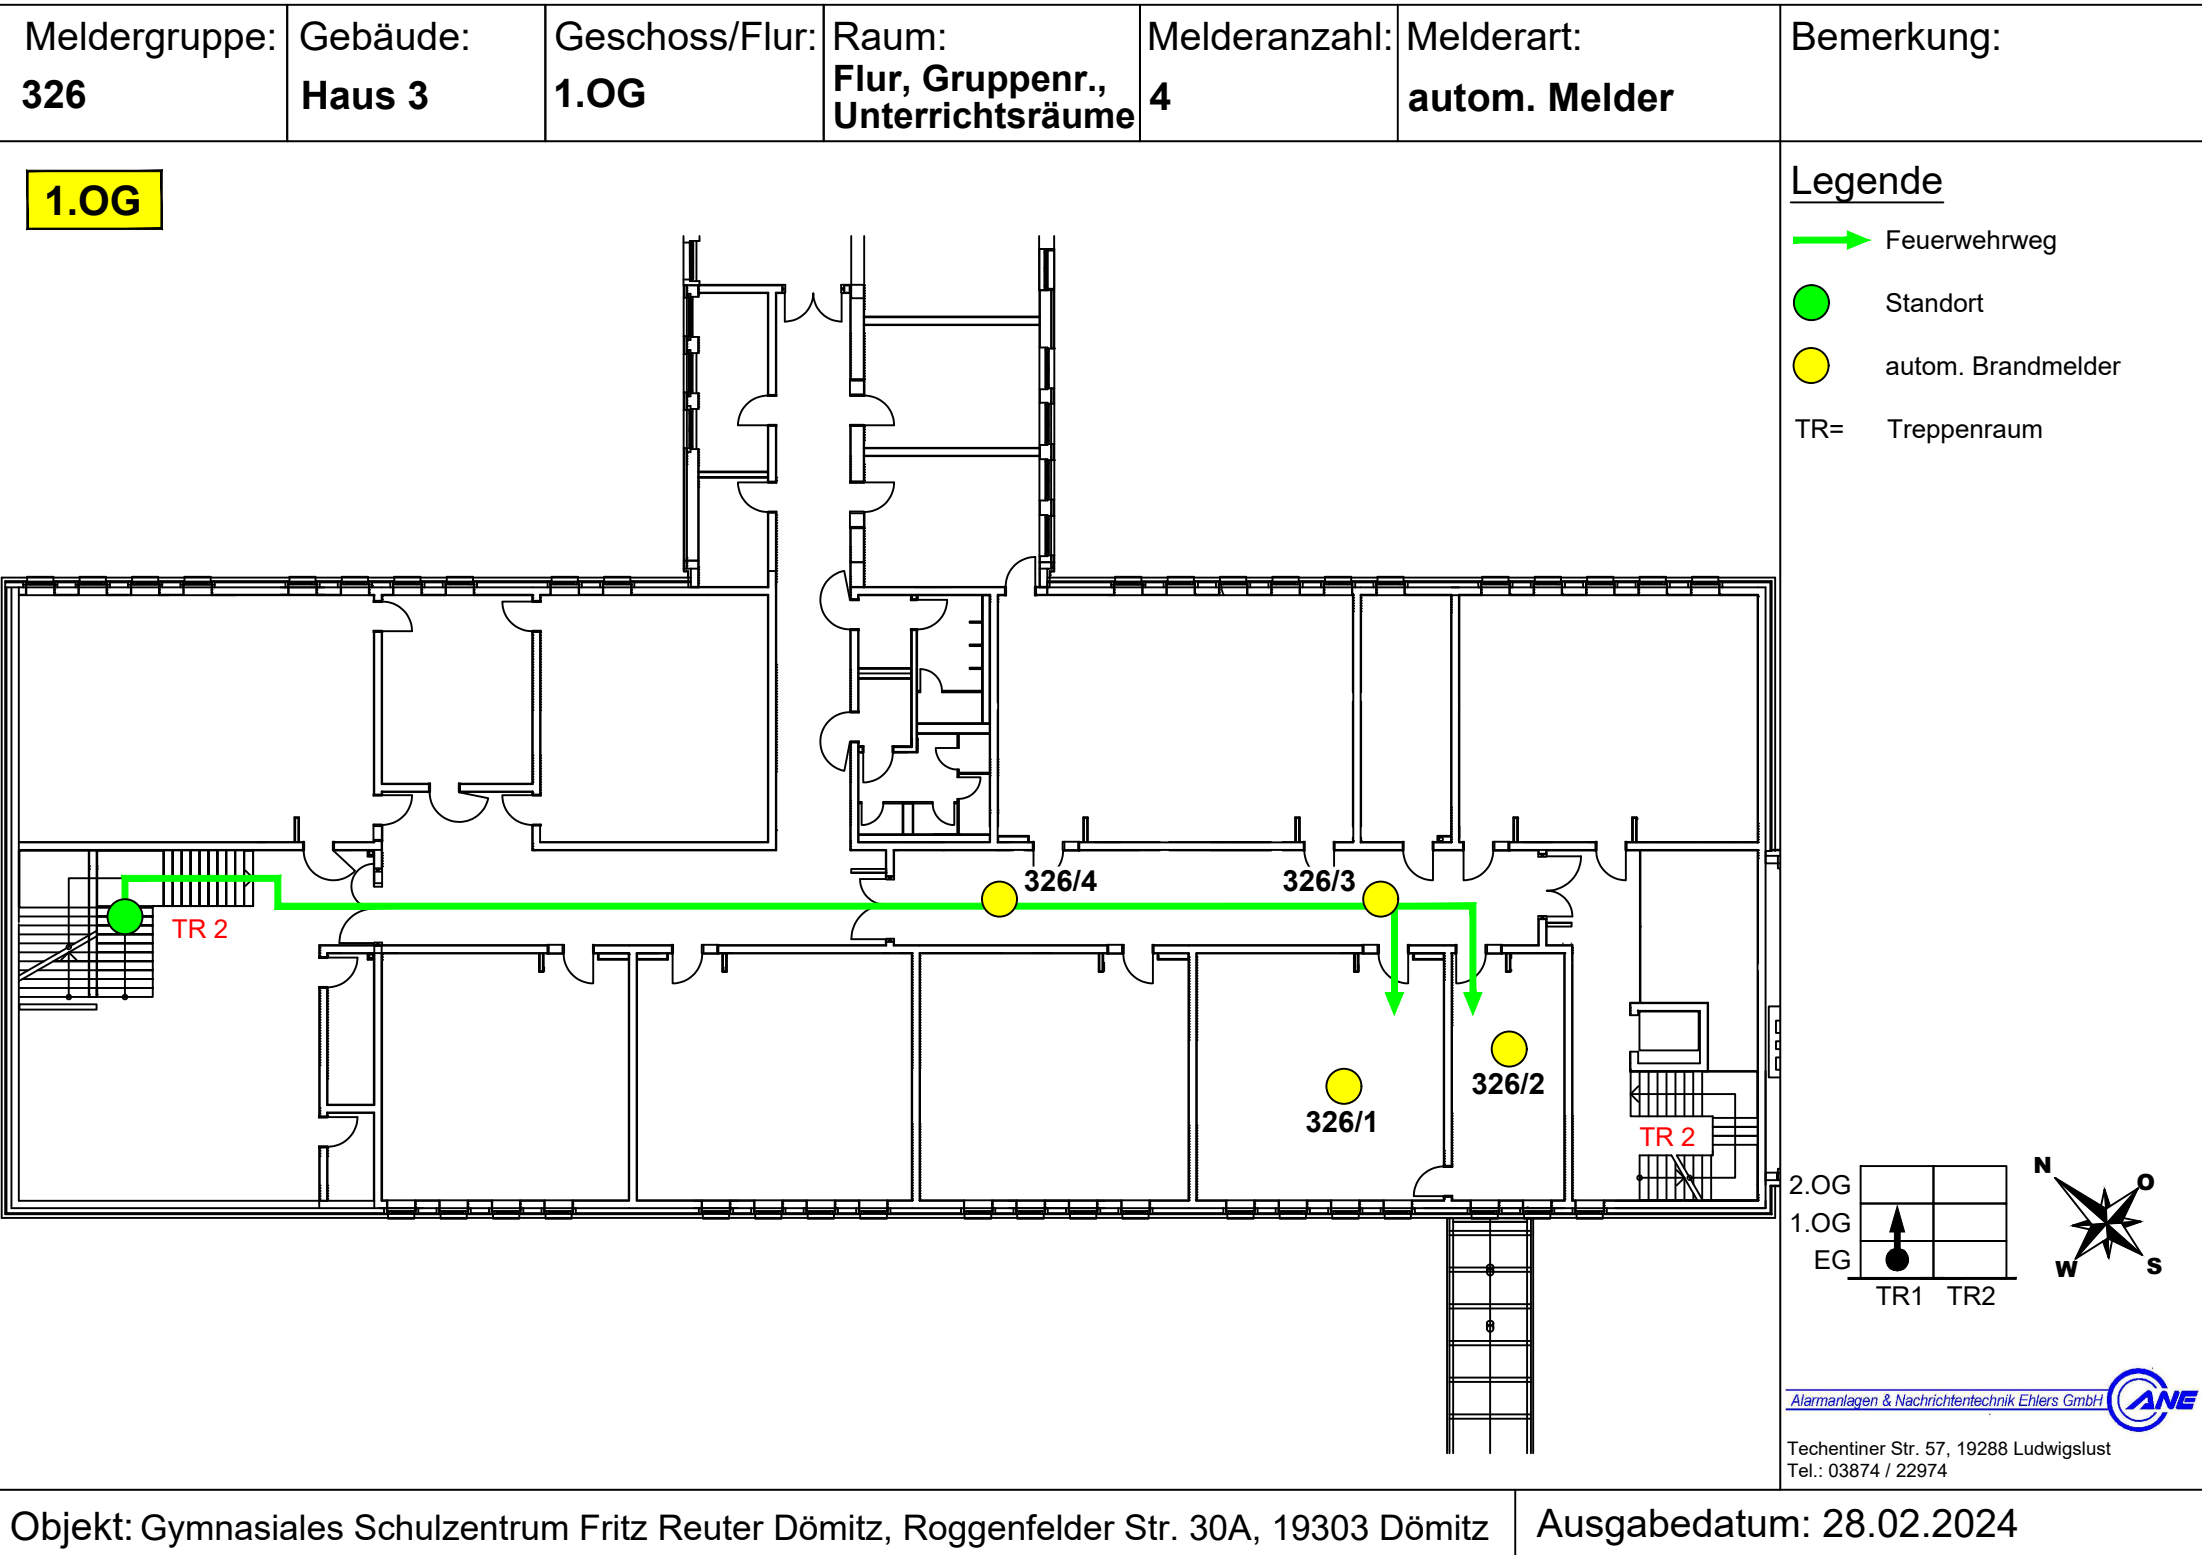 Meldergruppe:
326
Gebäude:
Haus 3
Geschoss/Flur:
1.OG
Raum:
Flur, Gruppenr.,
Unterrichtsräume
Melderanzahl:
4
Melderart:
autom. Melder
Bemerkung:
1.OG
Legende
Feuerwehrweg
Standort
autom. Brandmelder
TR= Treppenraum
326/4
326/3
TR 2
326/2
326/1
TR 2
2.OG
1.OG
EG
TR1 TR2
N
O
W
S
Alarmanlagen & Nachrichtentechnik Ehlers GmbH
ANE
Techentiner Str. 57, 19288 Ludwigslust
Tel.: 03874 / 22974
Objekt: Gymnasiales Schulzentrum Fritz Reuter Dömitz, Roggenfelder Str. 30A, 19303 Dömitz
Ausgabedatum: 28.02.2024